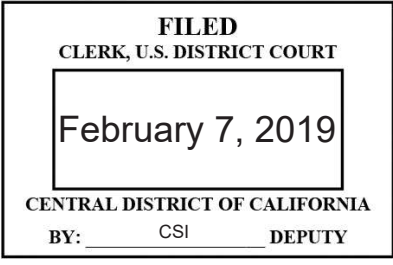 FILED
CLERK, U.S. DISTRICT COURT
February 7, 2019
CENTRAL DISTRICT OF CALIFORNIA
BY: CSI DEPUTY